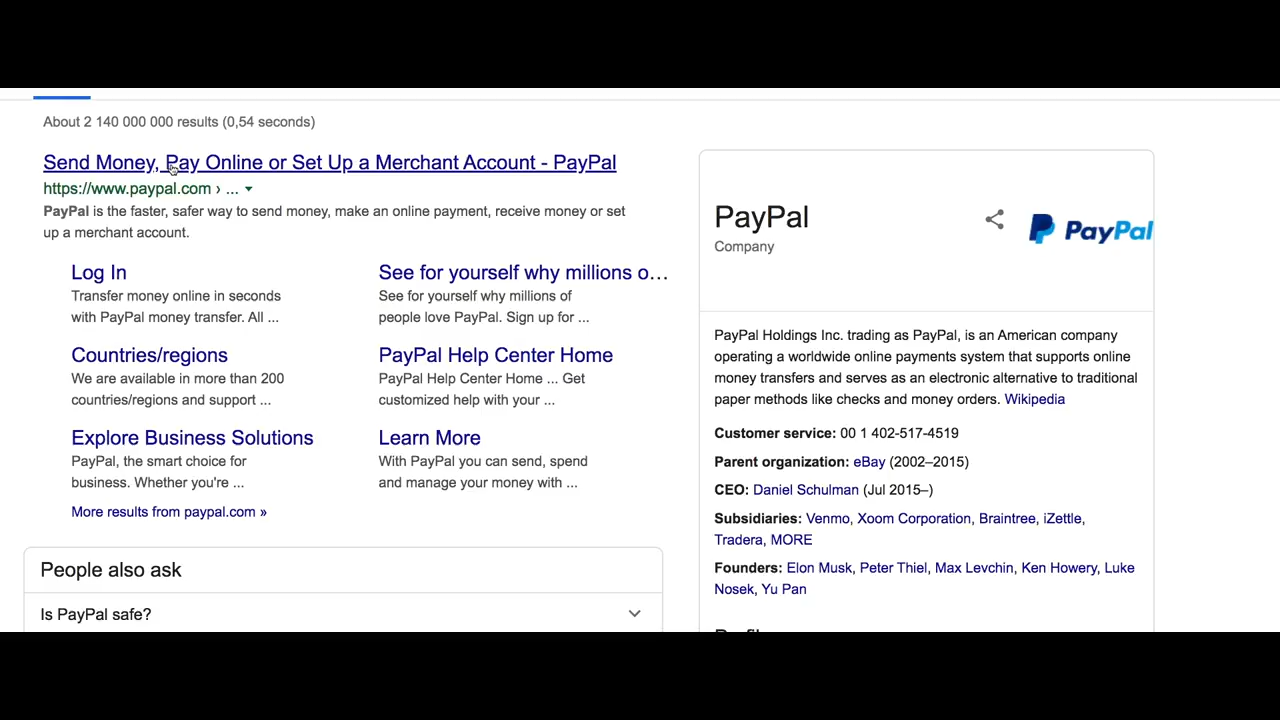 About 2 140 000 000 results (0,54 seconds)
Send Money, Pay Online or Set Up a Merchant Account - PayPal
https://www.paypal.com › ...
PayPal is the faster, safer way to send money, make an online payment, receive money or set
up a merchant account.
Log In
Transfer money online in seconds
with PayPal money transfer. All ...
See for yourself why millions o...
See for yourself why millions of
people love PayPal. Sign up for ...
Countries/regions
We are available in more than 200
countries/regions and support ...
PayPal Help Center Home
PayPal Help Center Home ... Get
customized help with your ...
Explore Business Solutions
PayPal, the smart choice for
business. Whether you're ...
Learn More
With PayPal you can send, spend
and manage your money with ...
More results from paypal.com »
People also ask
Is PayPal safe?
PayPal
Company
PayPal
PayPal Holdings Inc. trading as PayPal, is an American company
operating a worldwide online payments system that supports online
money transfers and serves as an electronic alternative to traditional
paper methods like checks and money orders. Wikipedia
Customer service: 00 1 402-517-4519
Parent organization: eBay (2002–2015)
CEO: Daniel Schulman (Jul 2015–)
Subsidiaries: Venmo, Xoom Corporation, Braintree, iZettle,
Tradera, MORE
Founders: Elon Musk, Peter Thiel, Max Levchin, Ken Howery, Luke
Nosek, Yu Pan